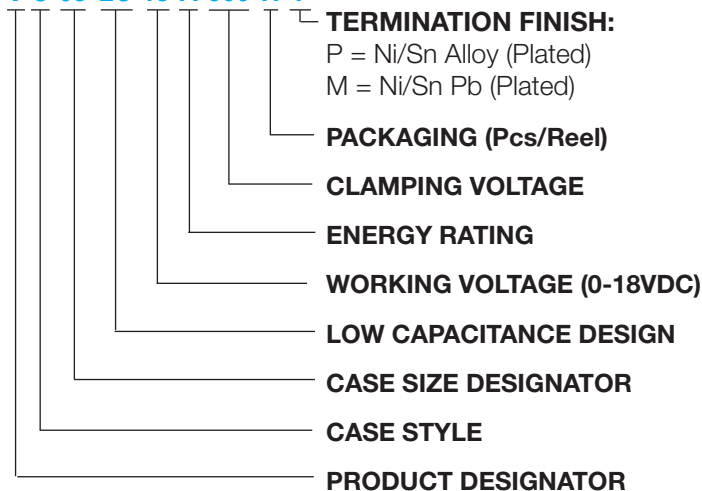 TERMINATION FINISH:
P = Ni/Sn Alloy (Plated)
M = Ni/Sn Pb (Plated)
PACKAGING (Pcs/Reel)
CLAMPING VOLTAGE
ENERGY RATING
WORKING VOLTAGE (0-18VDC)
LOW CAPACITANCE DESIGN
CASE SIZE DESIGNATOR
CASE STYLE
PRODUCT DESIGNATOR